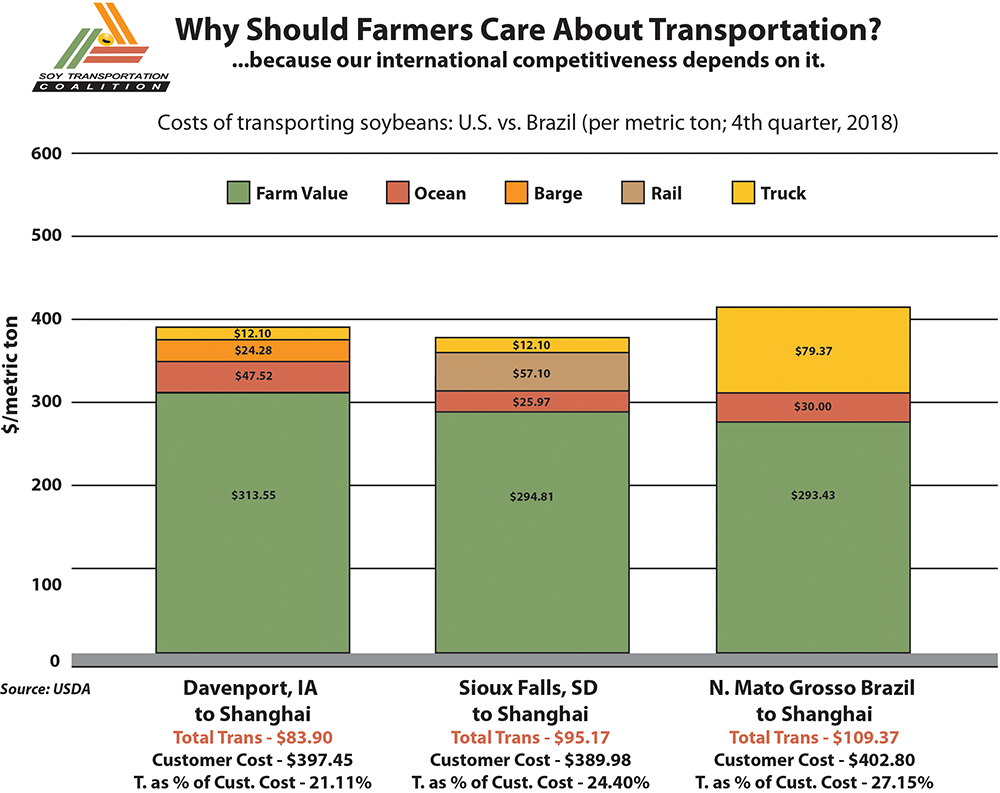 SOY TRANSPORTATION
COALITION
Why Should Farmers Care About Transportation?
...because our international competitiveness depends on it.
Costs of transporting soybeans: U.S. vs. Brazil (per metric ton; 4th quarter, 2018)
$/metric ton
600
500
400
300
200
100
0
Farm Value Ocean Barge Rail Truck
$12.10
$24.28
$47.52
$313.55
$12.10
$57.10
$25.97
$294.81
$79.37
$30.00
$293.43
Source: USDA
Davenport, IA
to Shanghai
Total Trans - $83.90
Customer Cost - $397.45
T. as % of Cust. Cost - 21.11%
Sioux Falls, SD
to Shanghai
Total Trans - $95.17
Customer Cost - $389.98
T. as % of Cust. Cost - 24.40%
N. Mato Grosso Brazil
to Shanghai
Total Trans - $109.37
Customer Cost - $402.80
T. as % of Cust. Cost - 27.15%